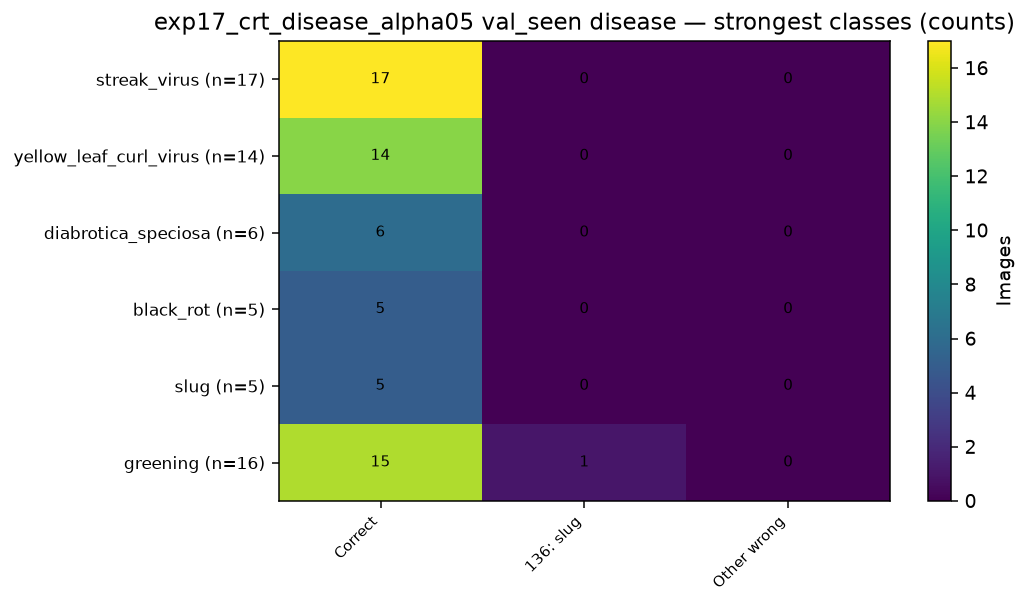 exp17_crt_disease_alpha05 val_seen disease — strongest classes (counts)
streak_virus (n=17) 17 0 0
yellow_leaf_curl_virus (n=14) 14 0 0
diabrotica_speciosa (n=6) 6 0 0
black_rot (n=5) 5 0 0
slug (n=5) 5 0 0
greening (n=16) 15 1 0
Correct
136: slug
Other wrong
16
14
12
10
8
6
4
2
0
Images